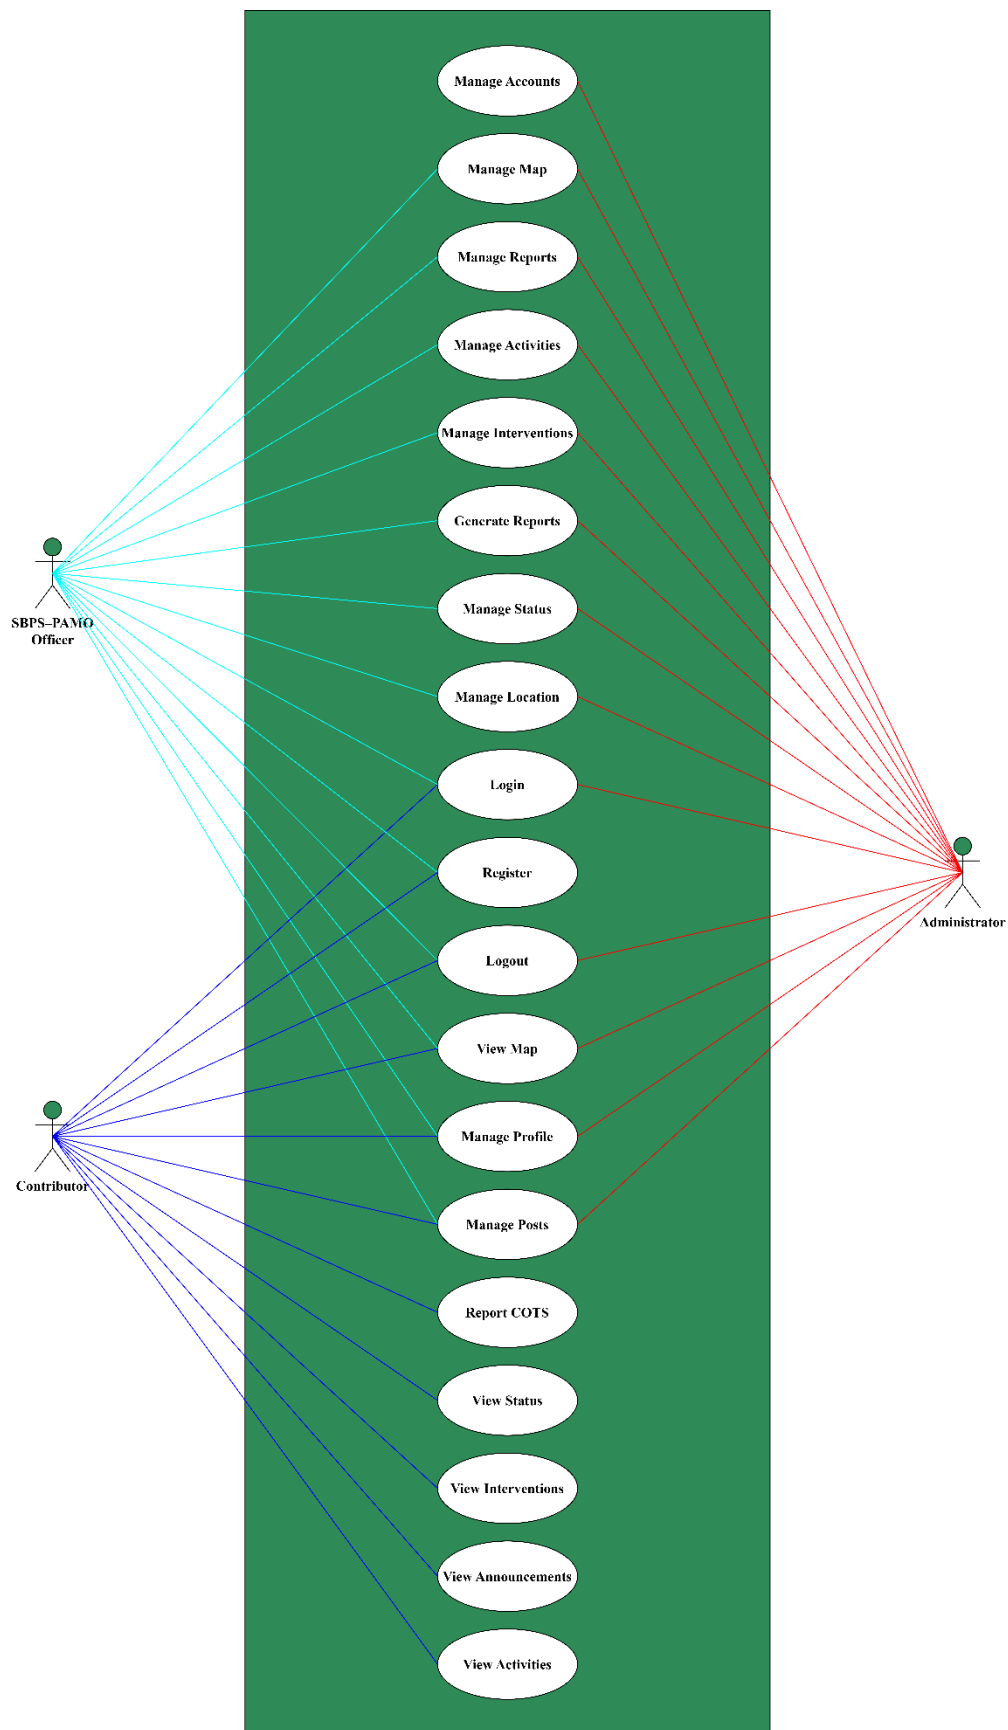 Manage Accounts
Manage Map
Manage Reports
Manage Activities
Manage Interventions
Generate Reports
SBPS–PAMO
Officer
Manage Status
Manage Location
Login
Register
Administrator
Logout
View Map
Contributor
Manage Profile
Manage Posts
Report COTS
View Status
View Interventions
View Announcements
View Activities